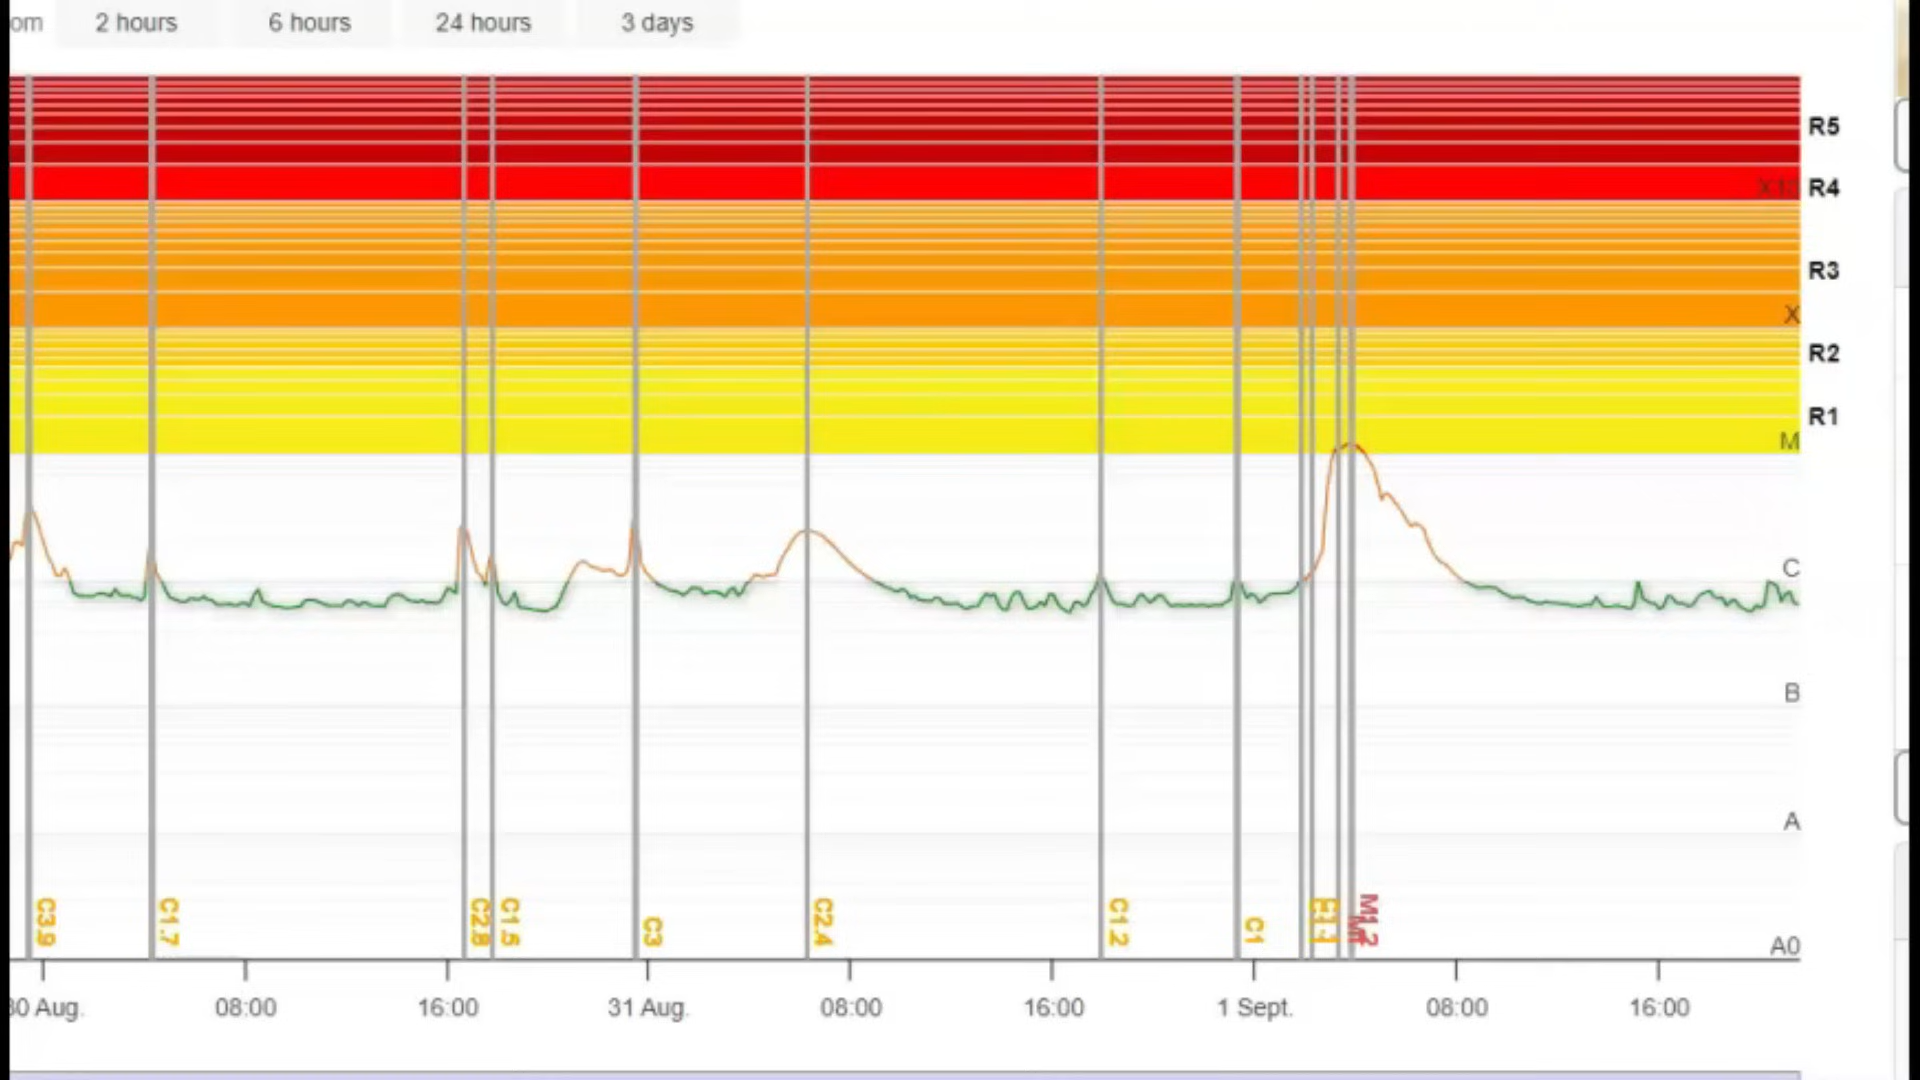 om 2 hours 6 hours 24 hours 3 days
R5
R4
R3
X
R2
R1
M
C
B
A
C3.9 C1.7 C2.8 C1.5 C3 C2.4 C1.2 C1 M1.2
A0
30 Aug. 08:00 16:00 31 Aug. 08:00 16:00 1 Sept. 08:00 16:00